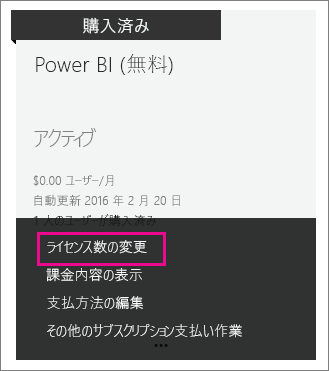 購入済み
Power BI (無料)
アクティブ
$0.00 ユーザー/月
自動更新 2016 年 2 月 20 日
1 人のユーザーが購入済み
ライセンス数の変更
課金内容の表示
支払方法の編集
その他のサブスクリプション支払い作業
...